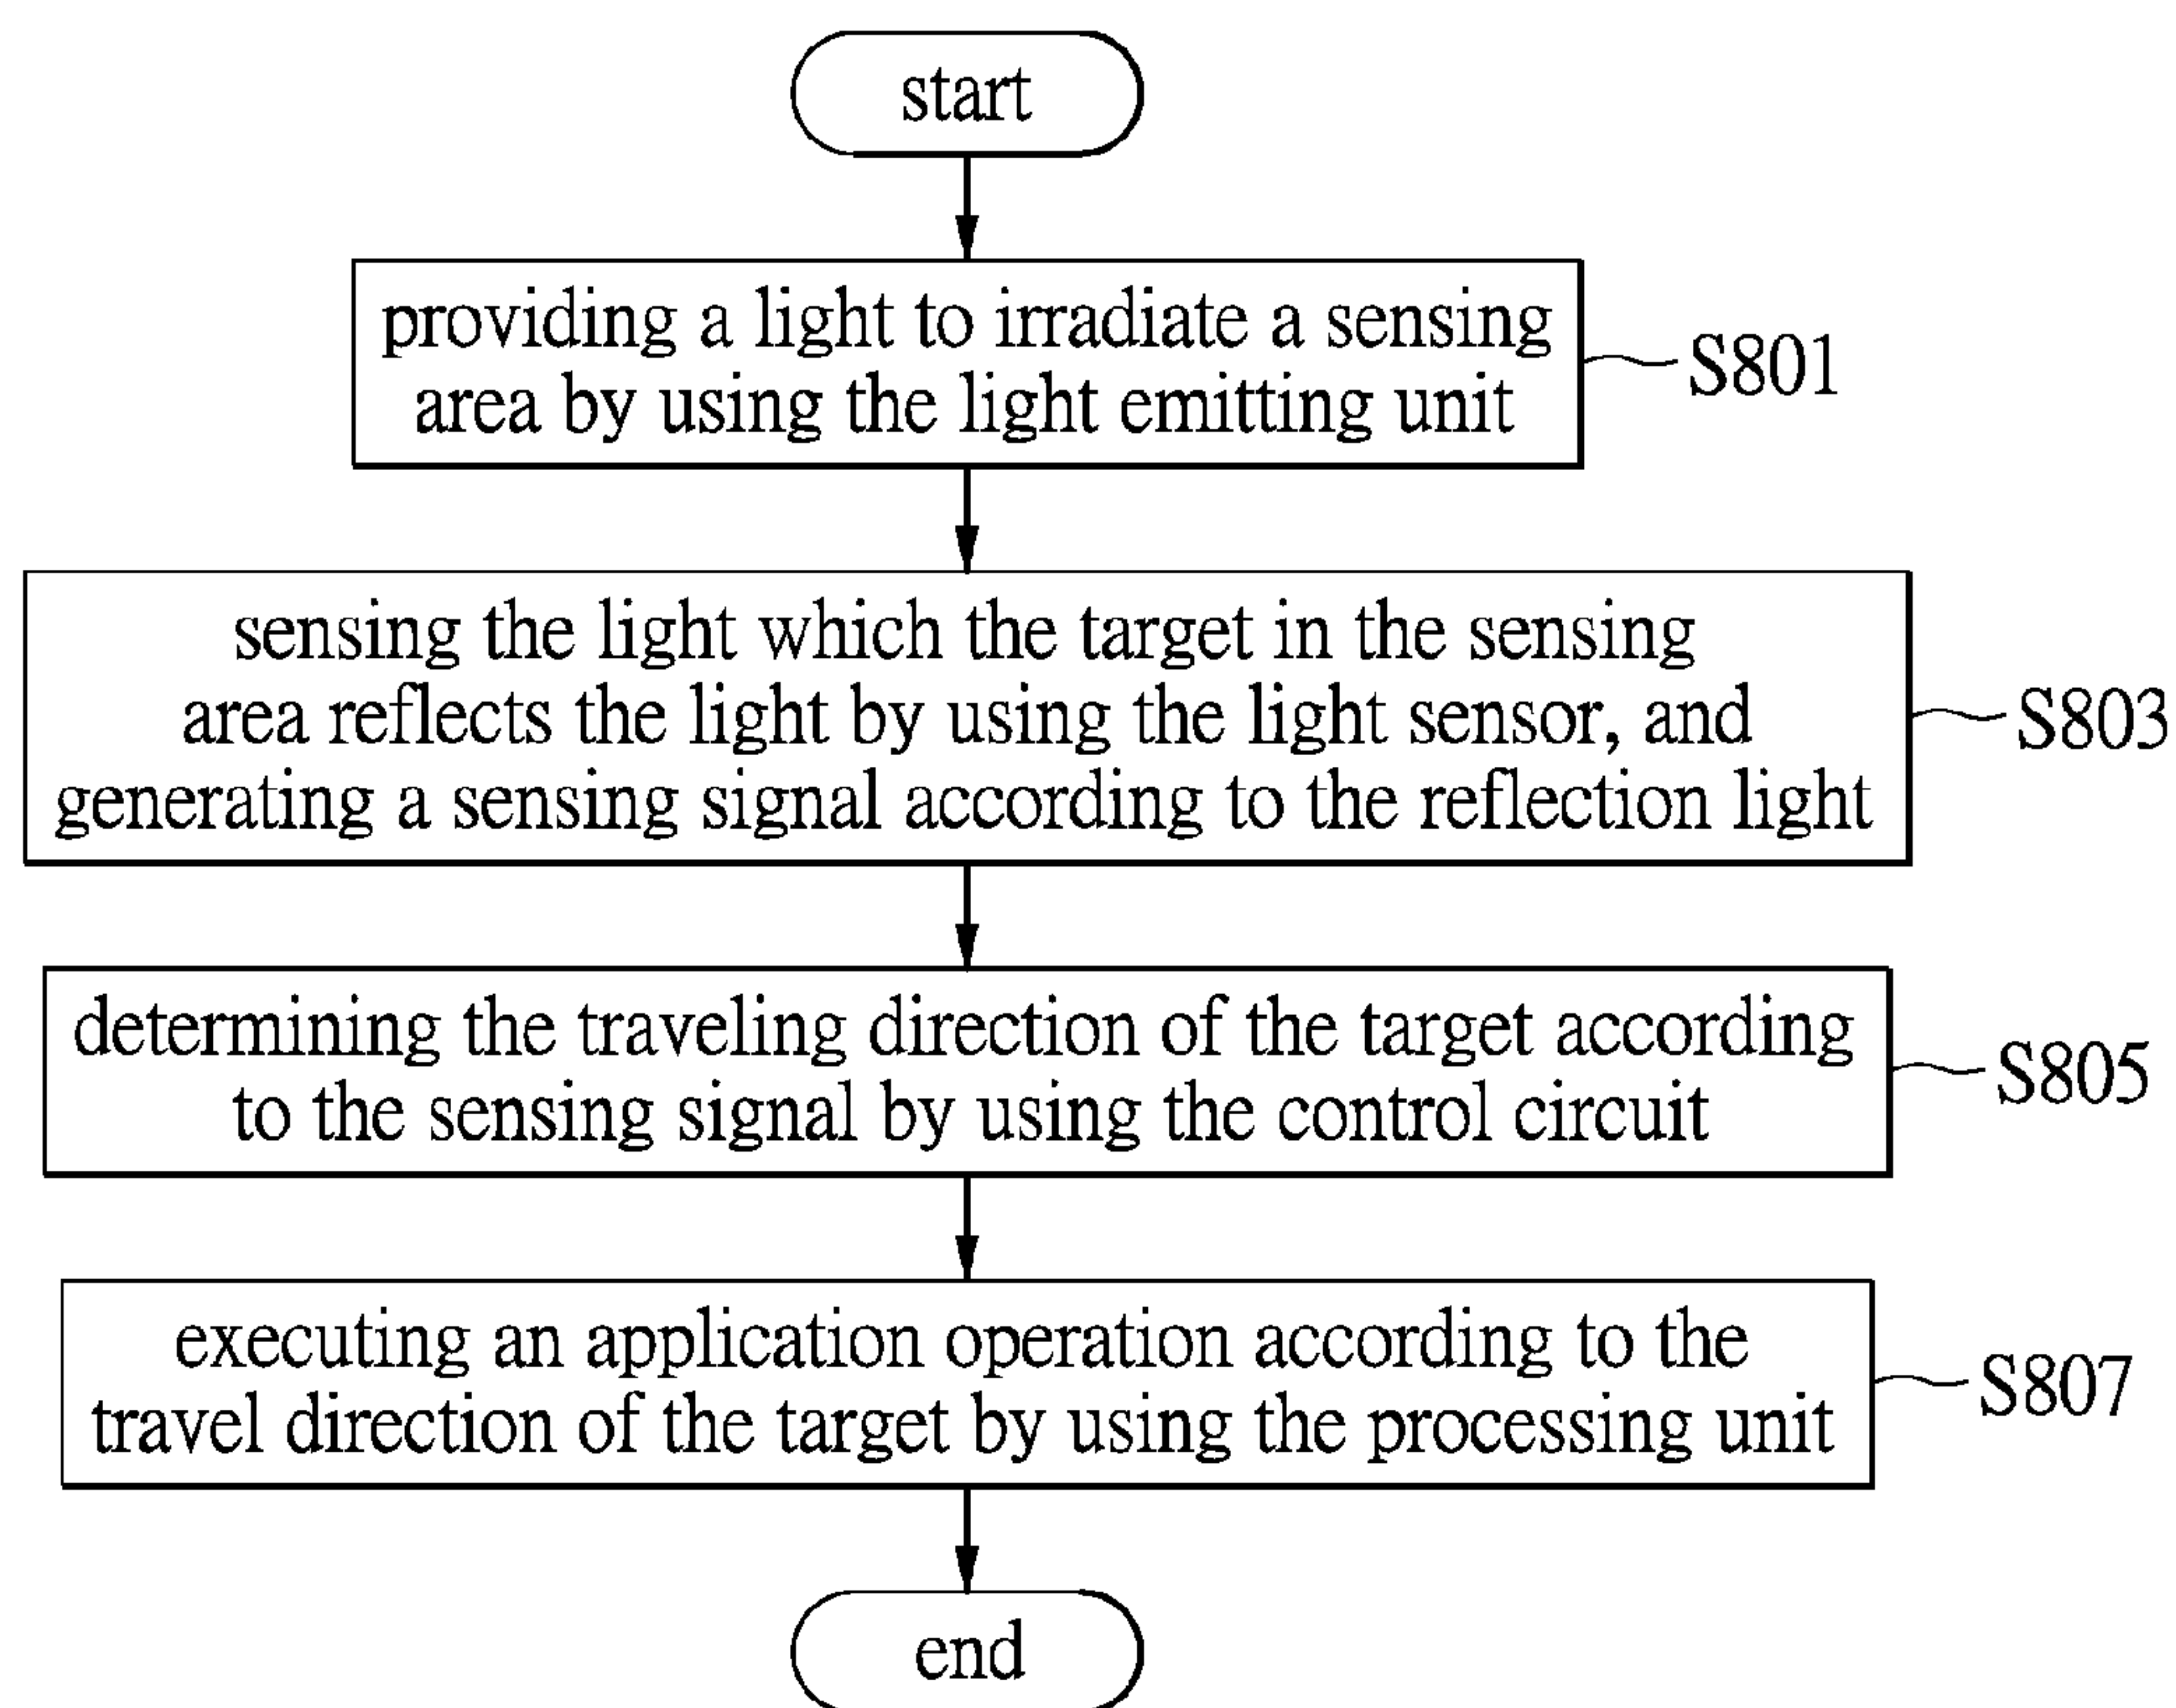 start
providing a light to irradiate a sensing
area by using the light emitting unit
S801
sensing the light which the target in the sensing
area reflects the light by using the light sensor, and
generating a sensing signal according to the reflection light
S803
determining the traveling direction of the target according
to the sensing signal by using the control circuit
S805
executing an application operation according to the
travel direction of the target by using the processing unit
S807
end